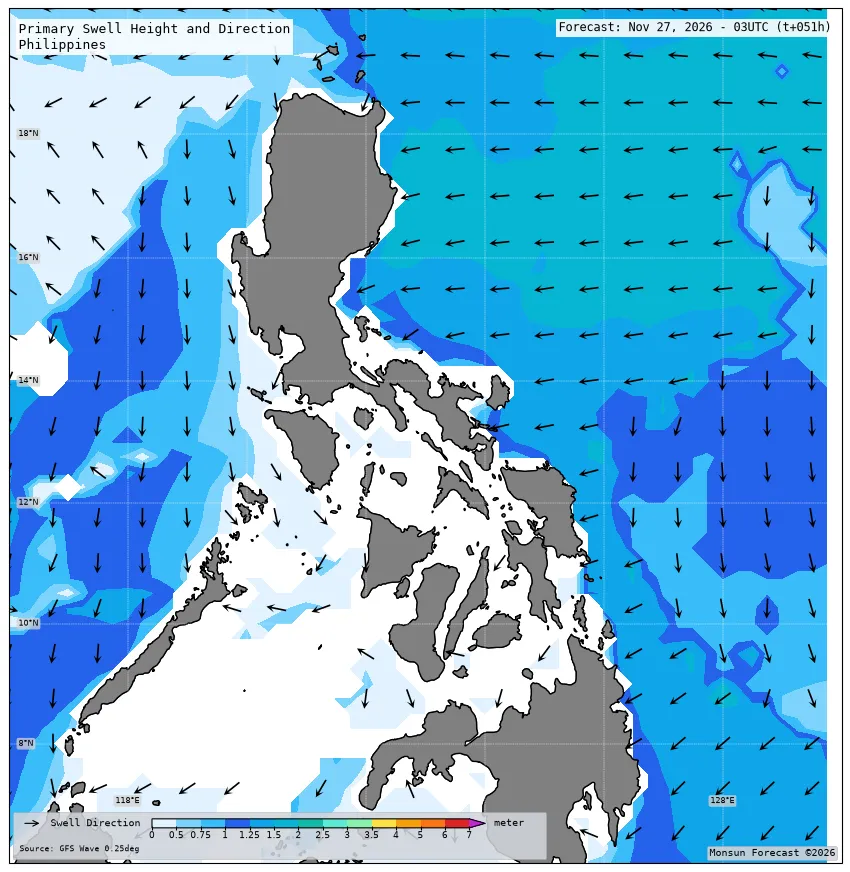 Primary Swell Height and Direction
Philippines
Forecast: Nov 27, 2026 - 03UTC (t+051h)
18°N
16°N
14°N
12°N
10°N
8°N
118°E
128°E
Swell Direction
0 0.5 0.75 1 1.25 1.5 2 2.5 3 3.5 4 5 6 7
meter
Source: GFS Wave 0.25deg
Monsun Forecast ©2026